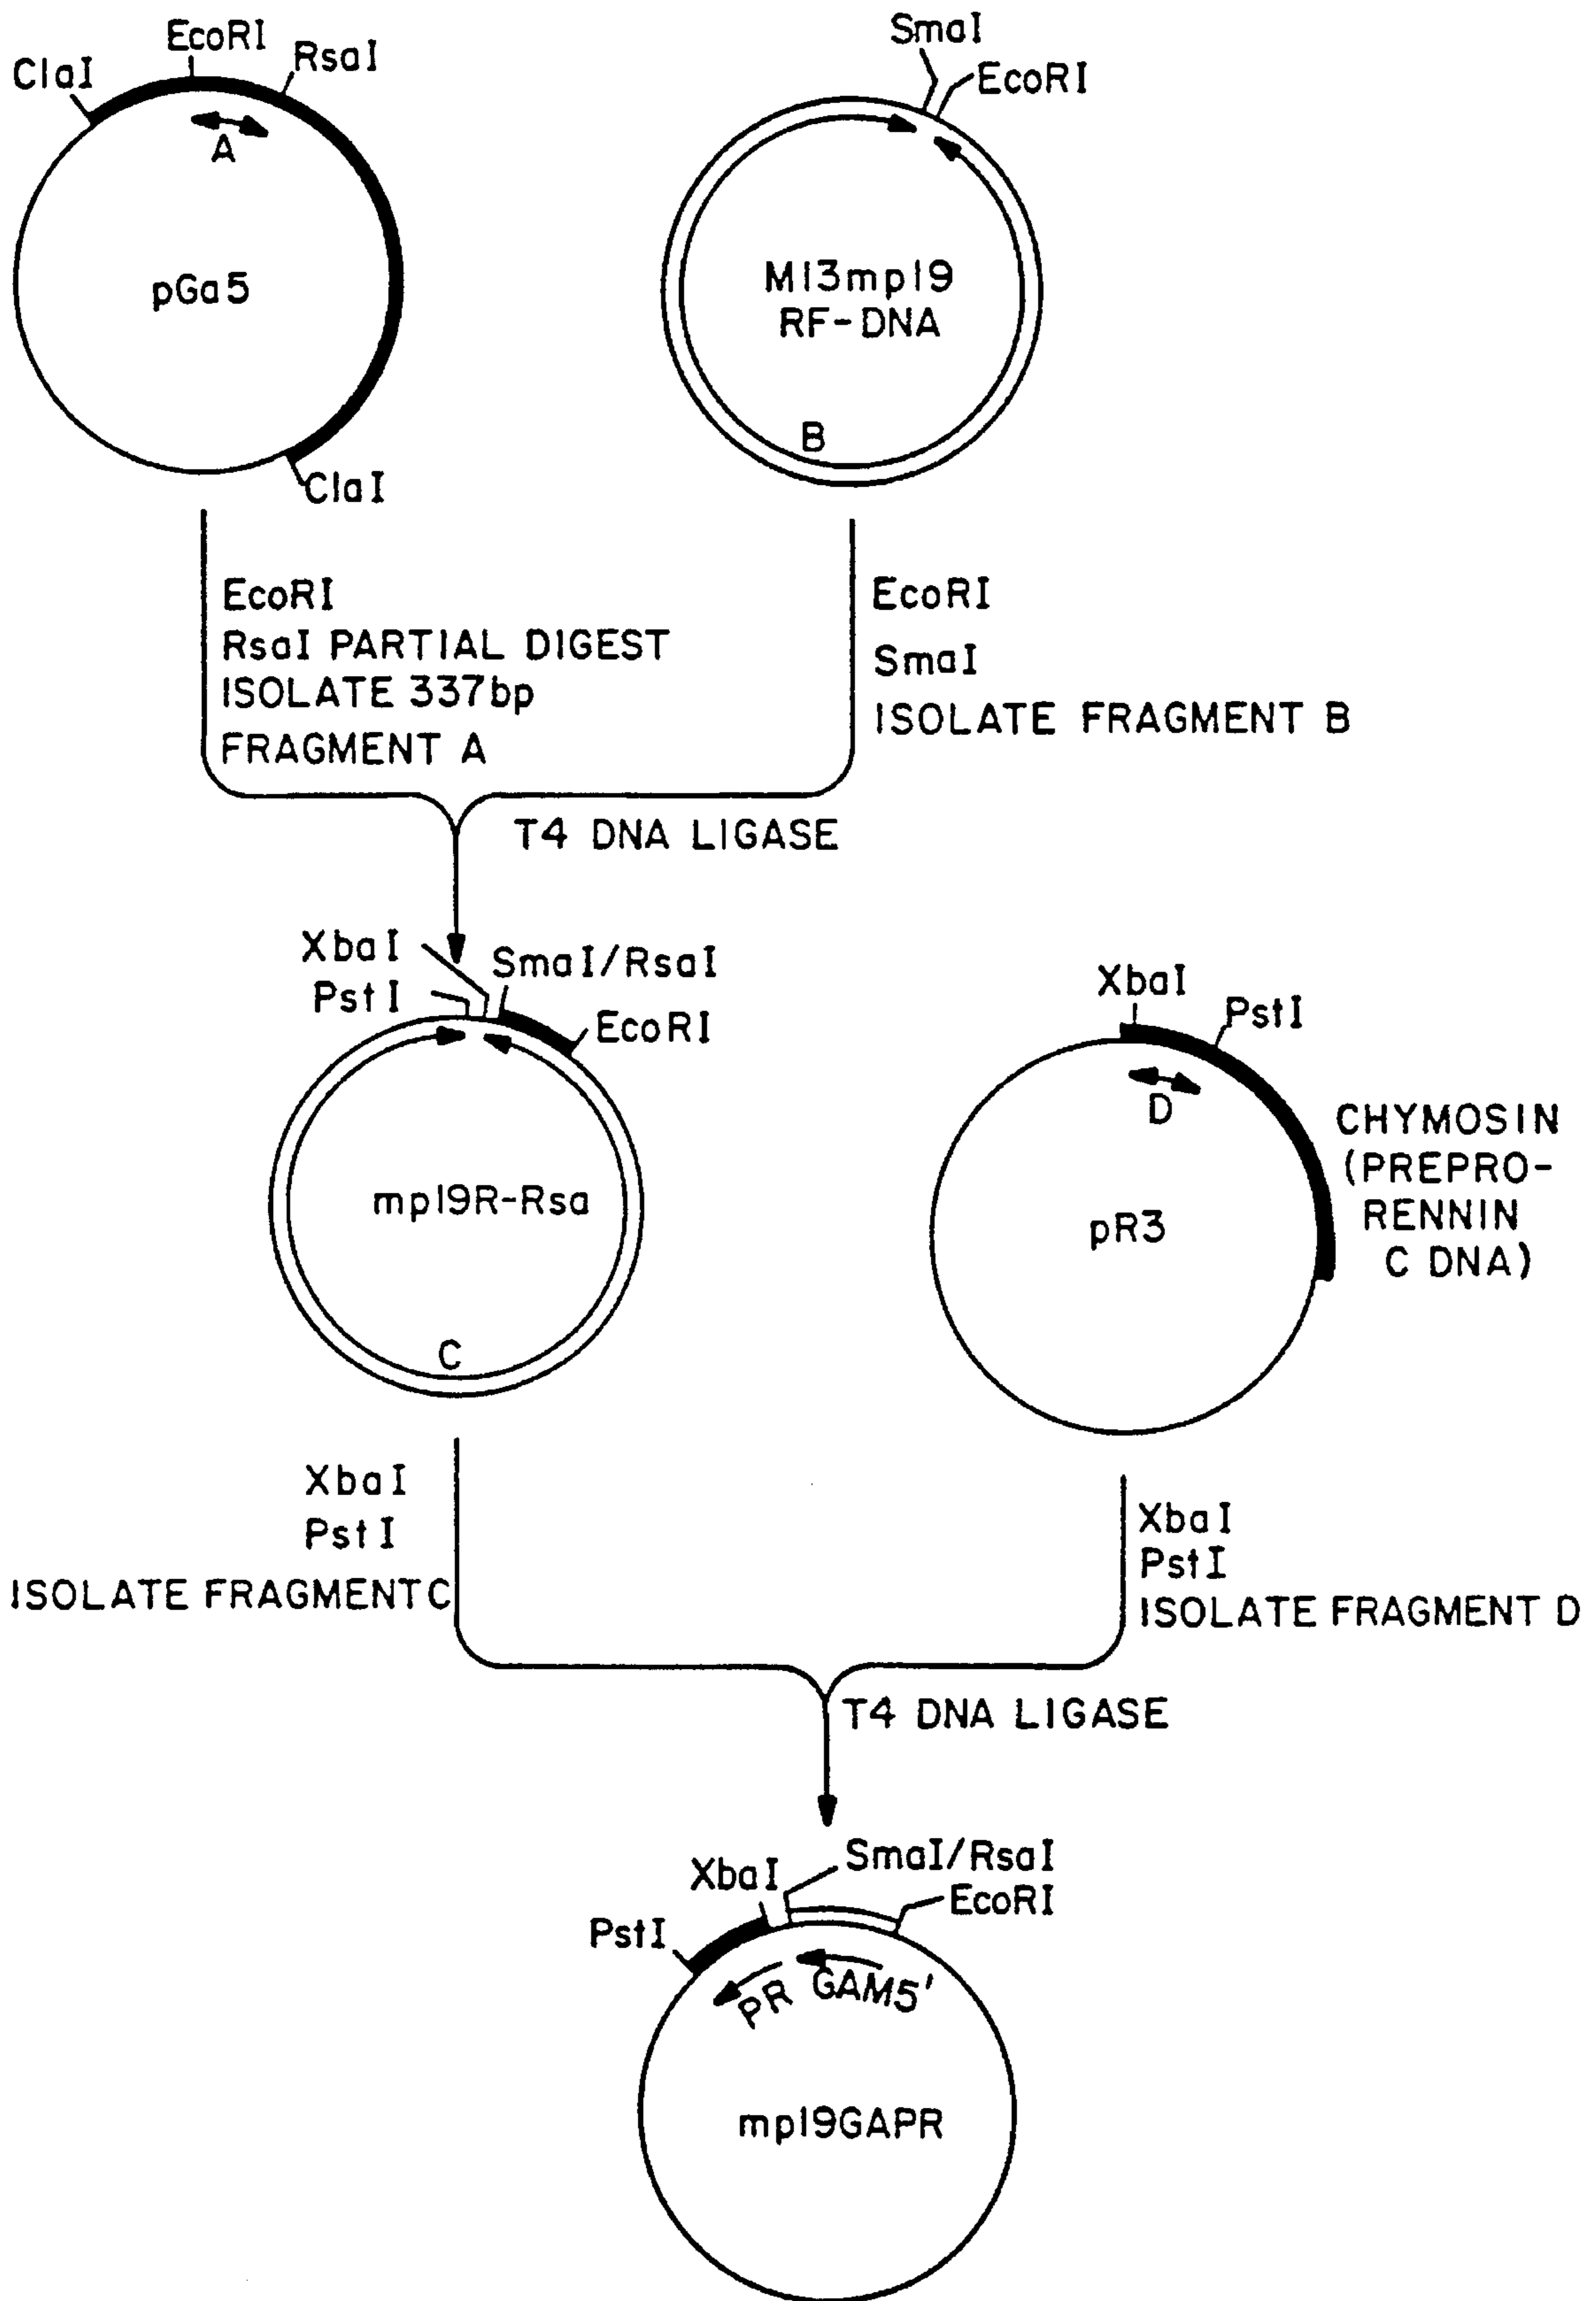 EcoRI
ClaI
RsaI
A
pGa5
ClaI
SmaI
EcoRI
M13mp19
RF-DNA
B
EcoRI
RsaI PARTIAL DIGEST
ISOLATE 337bp
FRAGMENT A
EcoRI
SmaI
ISOLATE FRAGMENT B
T4 DNA LIGASE
XbaI
PstI
SmaI/RsaI
EcoRI
mp19R-Rsa
C
XbaI
PstI
D
pR3
CHYMOSIN
(PREPRO-
RENNIN
C DNA)
XbaI
PstI
ISOLATE FRAGMENT C
XbaI
PstI
ISOLATE FRAGMENT D
T4 DNA LIGASE
SmaI/RsaI
XbaI
EcoRI
PstI
PR GAM5'
mp19GAPR